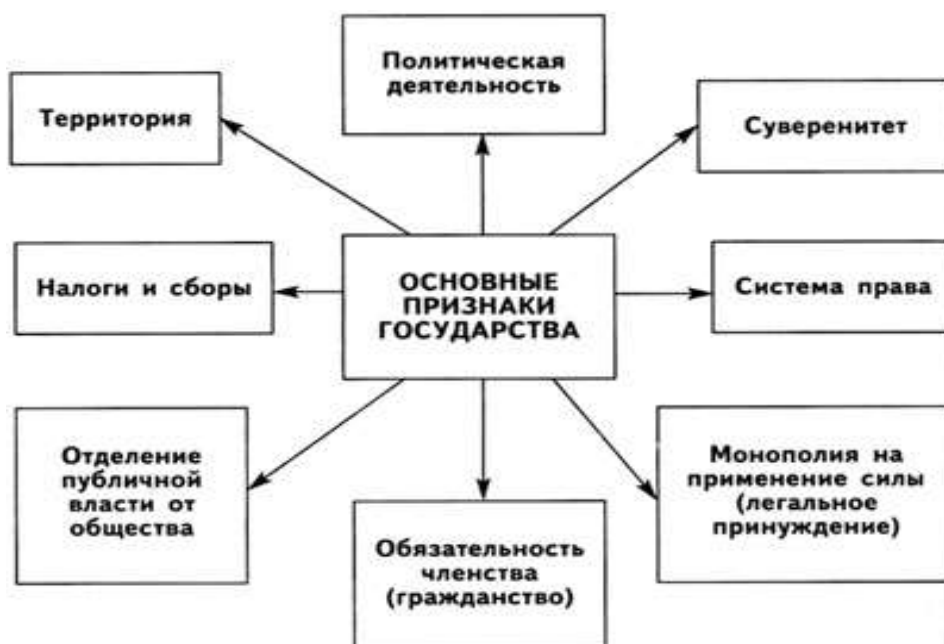 Политическая
деятельность
Территория
Суверенитет
Налоги и сборы
ОСНОВНЫЕ
ПРИЗНАКИ
ГОСУДАРСТВА
Система права
Отделение
публичной
власти от
общества
Обязательность
членства
(гражданство)
Монополия на
применение силы
(легальное
принуждение)